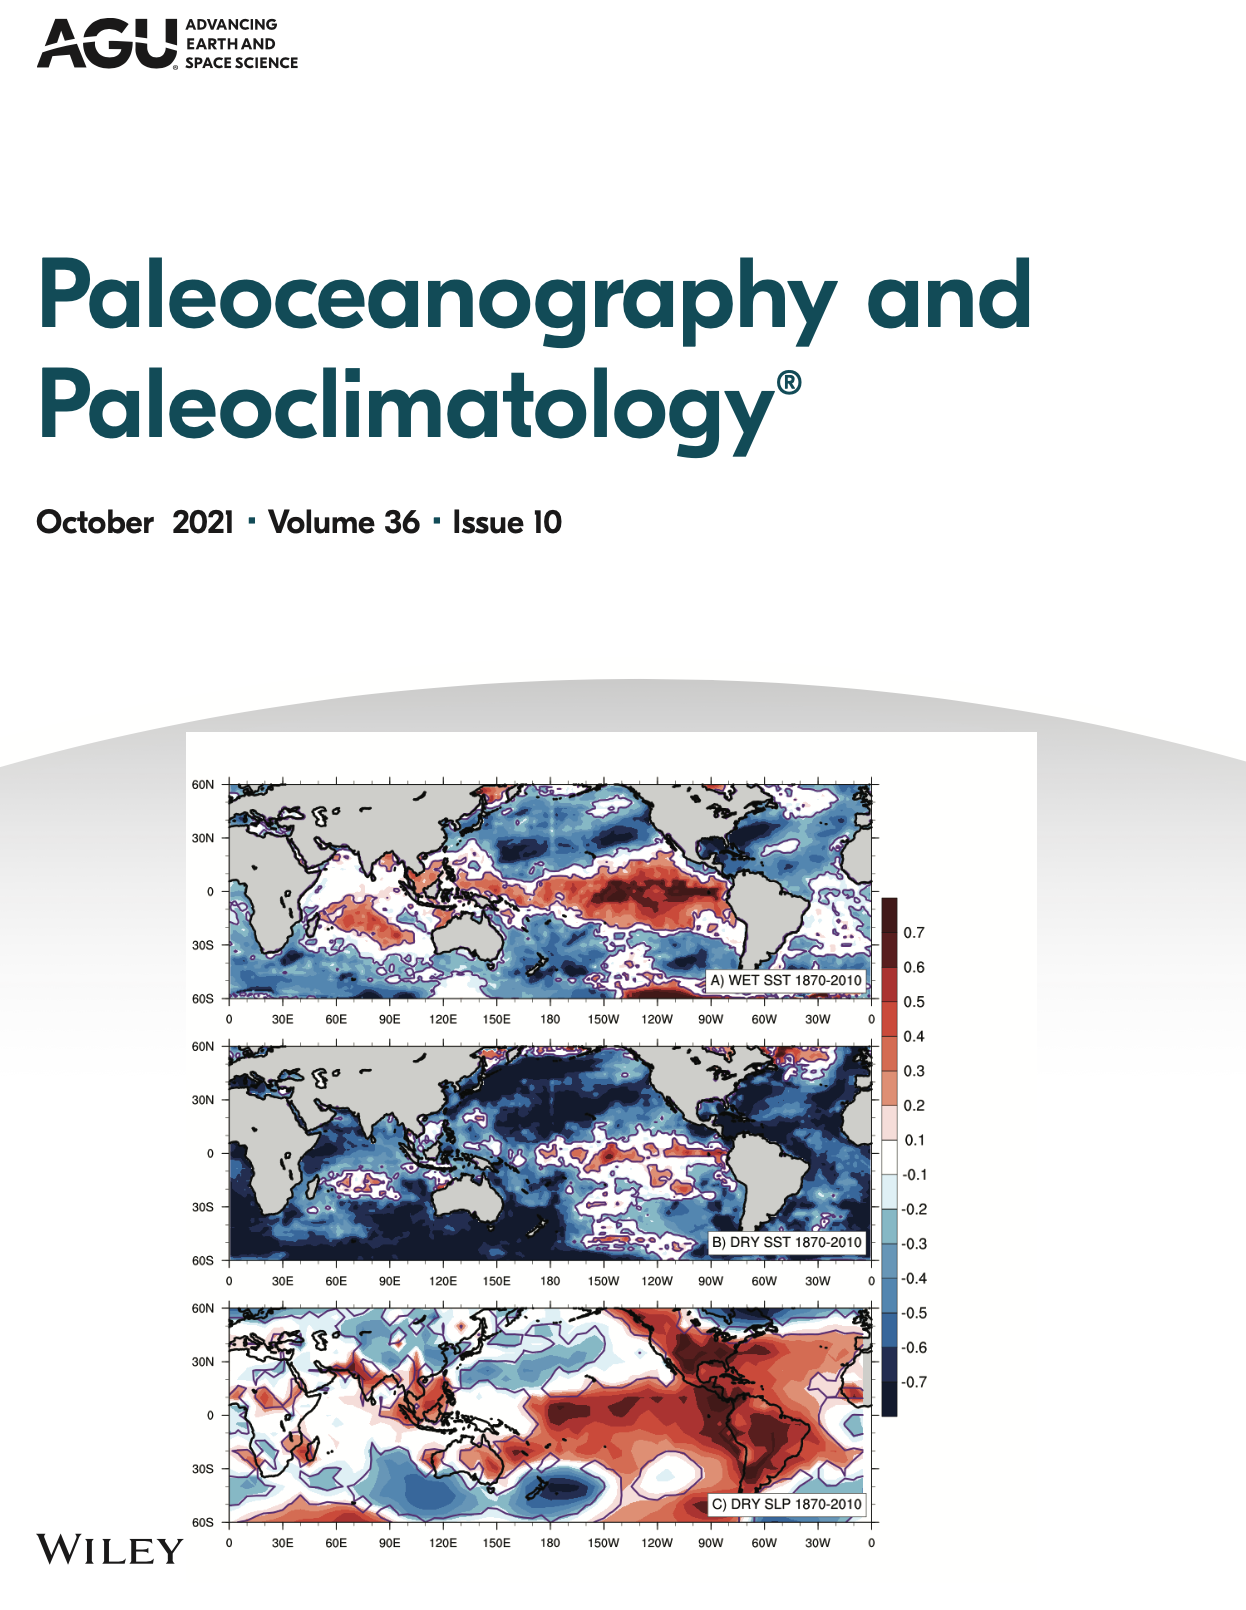 AGU
ADVANCING
EARTH AND
SPACE SCIENCE
Paleoceanography and
Paleoclimatology®
October 2021 · Volume 36 · Issue 10
60N
30N
0
30S
60S
A) WET SST 1870-2010
0 30E 60E 90E 120E 150E 180 150W 120W 90W 60W 30W 0
60N
30N
0
30S
60S
B) DRY SST 1870-2010
0 30E 60E 90E 120E 150E 180 150W 120W 90W 60W 30W 0
60N
30N
0
30S
60S
C) DRY SLP 1870-2010
0 30E 60E 90E 120E 150E 180 150W 120W 90W 60W 30W 0
0.7
0.6
0.5
0.4
0.3
0.2
0.1
-0.1
-0.2
-0.3
-0.4
-0.5
-0.6
-0.7
WILEY